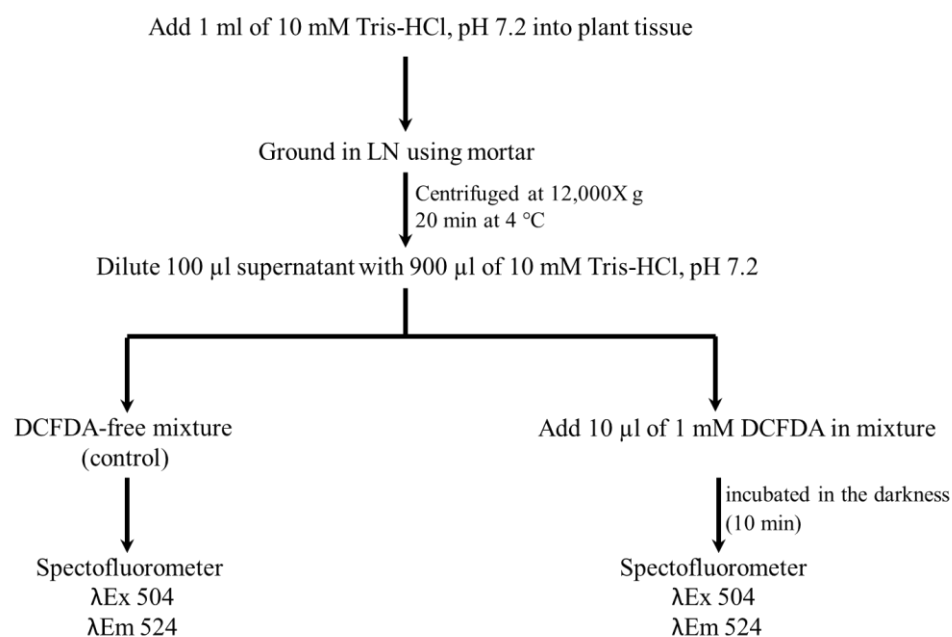 Add 1 ml of 10 mM Tris-HCl, pH 7.2 into plant tissue
Ground in LN using mortar
Centrifuged at 12,000X g
20 min at 4 °C
Dilute 100 µl supernatant with 900 µl of 10 mM Tris-HCl, pH 7.2
DCFDA-free mixture
(control)
Spectofluorometer
λEx 504
λEm 524
Add 10 µl of 1 mM DCFDA in mixture
incubated in the darkness
(10 min)
Spectofluorometer
λEx 504
λEm 524